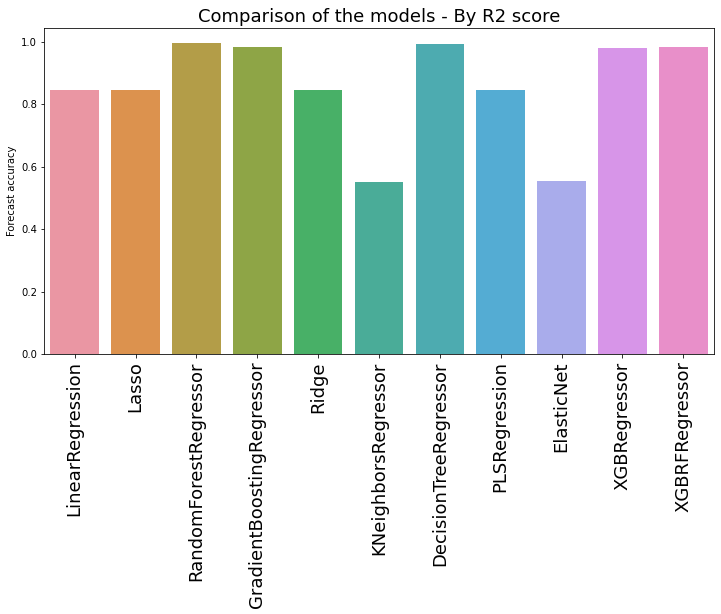 Comparison of the models - By R2 score
Forecast accuracy
1.0
0.8
0.6
0.4
0.2
0.0
LinearRegression
Lasso
RandomForestRegressor
GradientBoostingRegressor
Ridge
KNeighborsRegressor
DecisionTreeRegressor
PLSRegression
ElasticNet
XGBRegressor
XGBRFRegressor